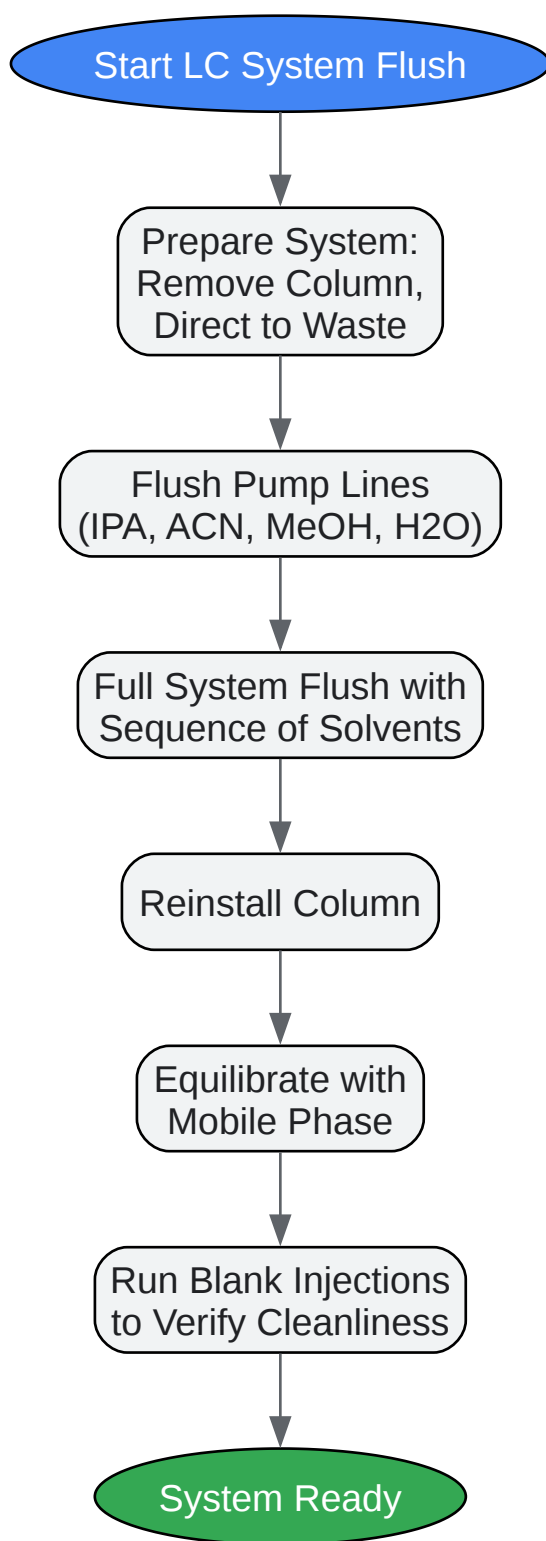 Start LC System Flush
Prepare System:
Remove Column,
Direct to Waste
Flush Pump Lines
(IPA, ACN, MeOH, H2O)
Full System Flush with
Sequence of Solvents
Reinstall Column
Equilibrate with
Mobile Phase
Run Blank Injections
to Verify Cleanliness
System Ready